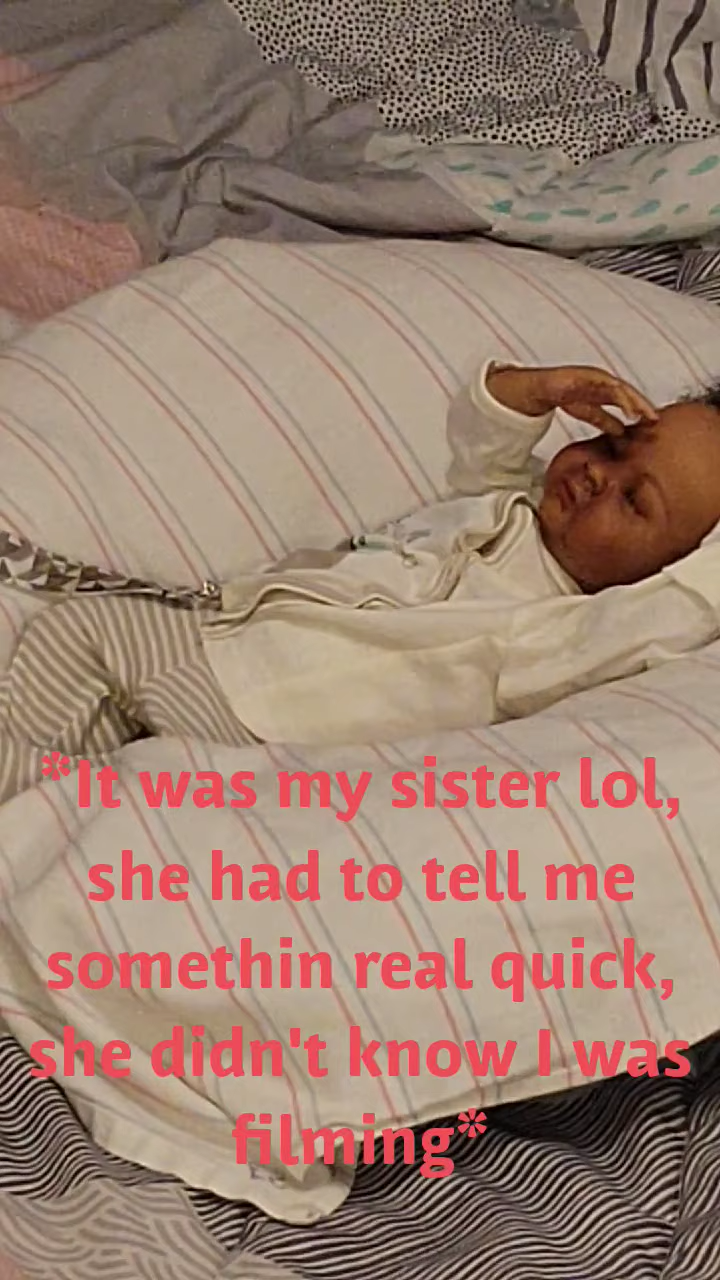 *It was my sister lol,
she had to tell me
somethin real quick,
she didn't know I was
filming*